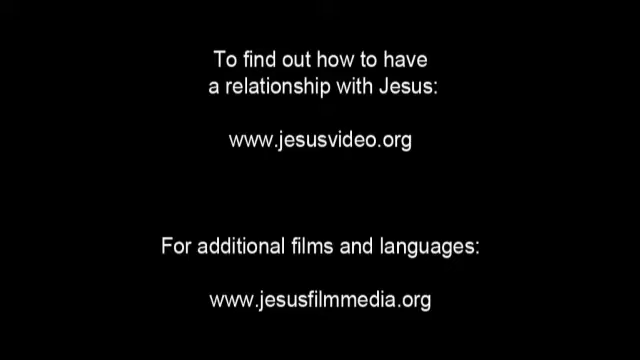 To find out how to have
a relationship with Jesus:
www.jesusvideo.org
For additional films and languages:
www.jesusfilmmedia.org